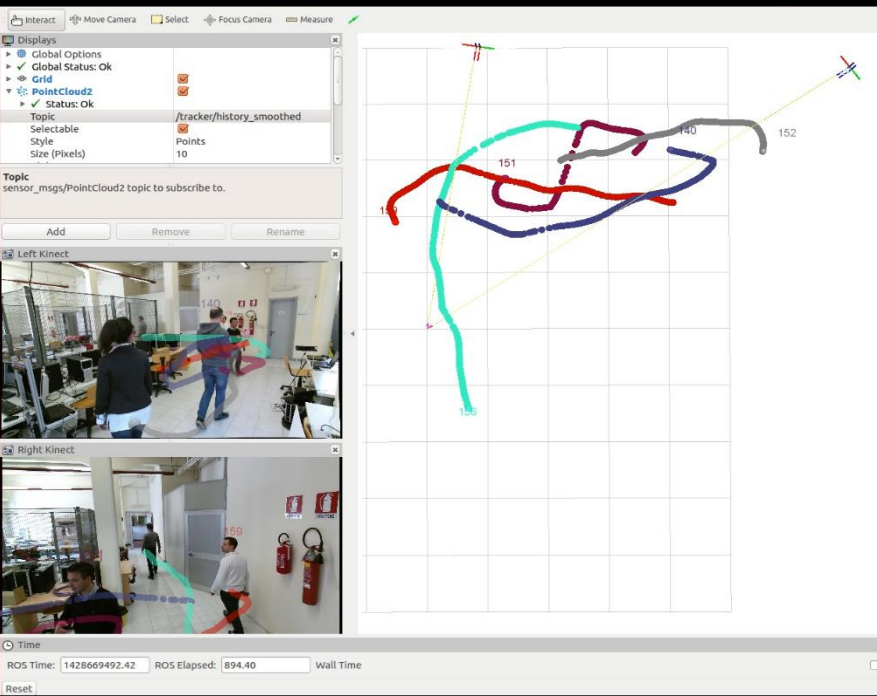 Interact Move Camera Select Focus Camera Measure
Displays
Global Options
Global Status: Ok
Grid
PointCloud2
Status: Ok
Topic /tracker/history_smoothed
Selectable
Style Points
Size (Pixels) 10
Topic
sensor_msgs/PointCloud2 topic to subscribe to.
Add Remove Rename
Left Kinect
140
Right Kinect
159
140
152
151
159
156
Time
ROS Time: 1428669492.42 ROS Elapsed: 894.40 Wall Time
Reset